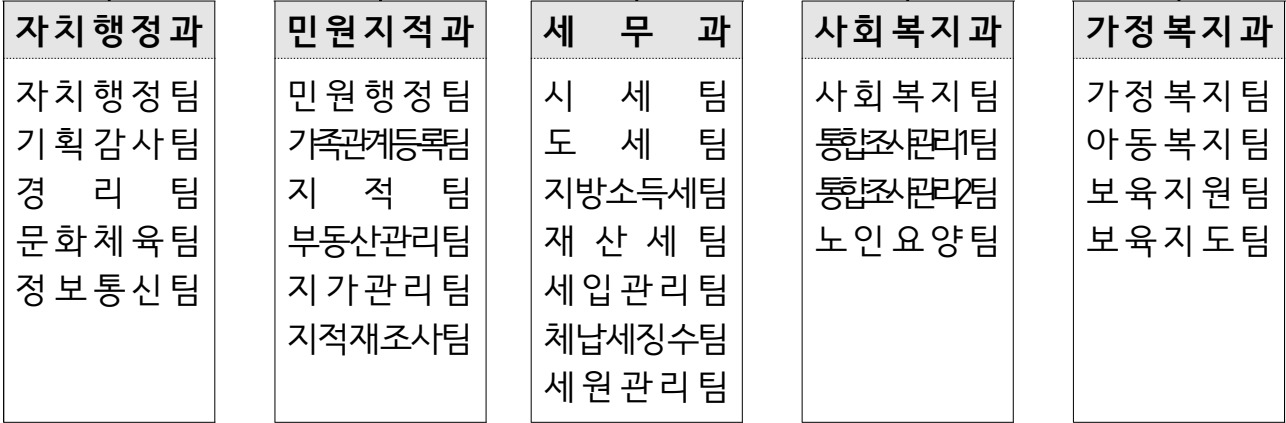 자치행정과
자치행정팀
기획감사팀
경리팀
문화체육팀
정보통신팀
민원지적과
민원행정팀
가족관계등록팀
지적팀
부동산관리팀
지가관리팀
지적재조사팀
세무과
시세팀
도세팀
지방소득세팀
재산세팀
세입관리팀
체납세징수팀
세원관리팀
사회복지과
사회복지팀
통합조사관리1팀
통합조사관리2팀
노인요양팀
가정복지과
가정복지팀
아동복지팀
보육지원팀
보육지도팀